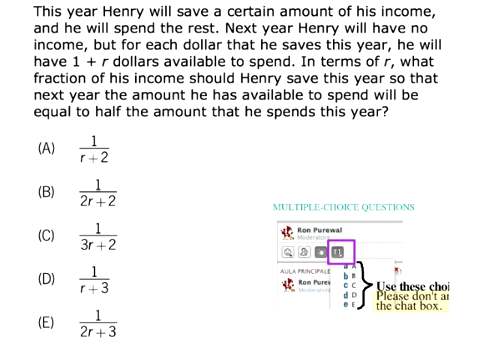 This year Henry will save a certain amount of his income,
and he will spend the rest. Next year Henry will have no
income, but for each dollar that he saves this year, he will
have 1 + r dollars available to spend. In terms of r, what
fraction of his income should Henry save this year so that
next year the amount he has available to spend will be
equal to half the amount that he spends this year?
(A) 1/(r + 2)
(B) 1/(2r + 2)
(C) 1/(3r + 2)
(D) 1/(r + 3)
(E) 1/(2r + 3)
MULTIPLE-CHOICE QUESTIONS
Ron Purewal
Moderator
AULA PRINCIPALE
Ron Purew
a A
b B
c C
d D
e E
Use these choi
Please don't an
the chat box.